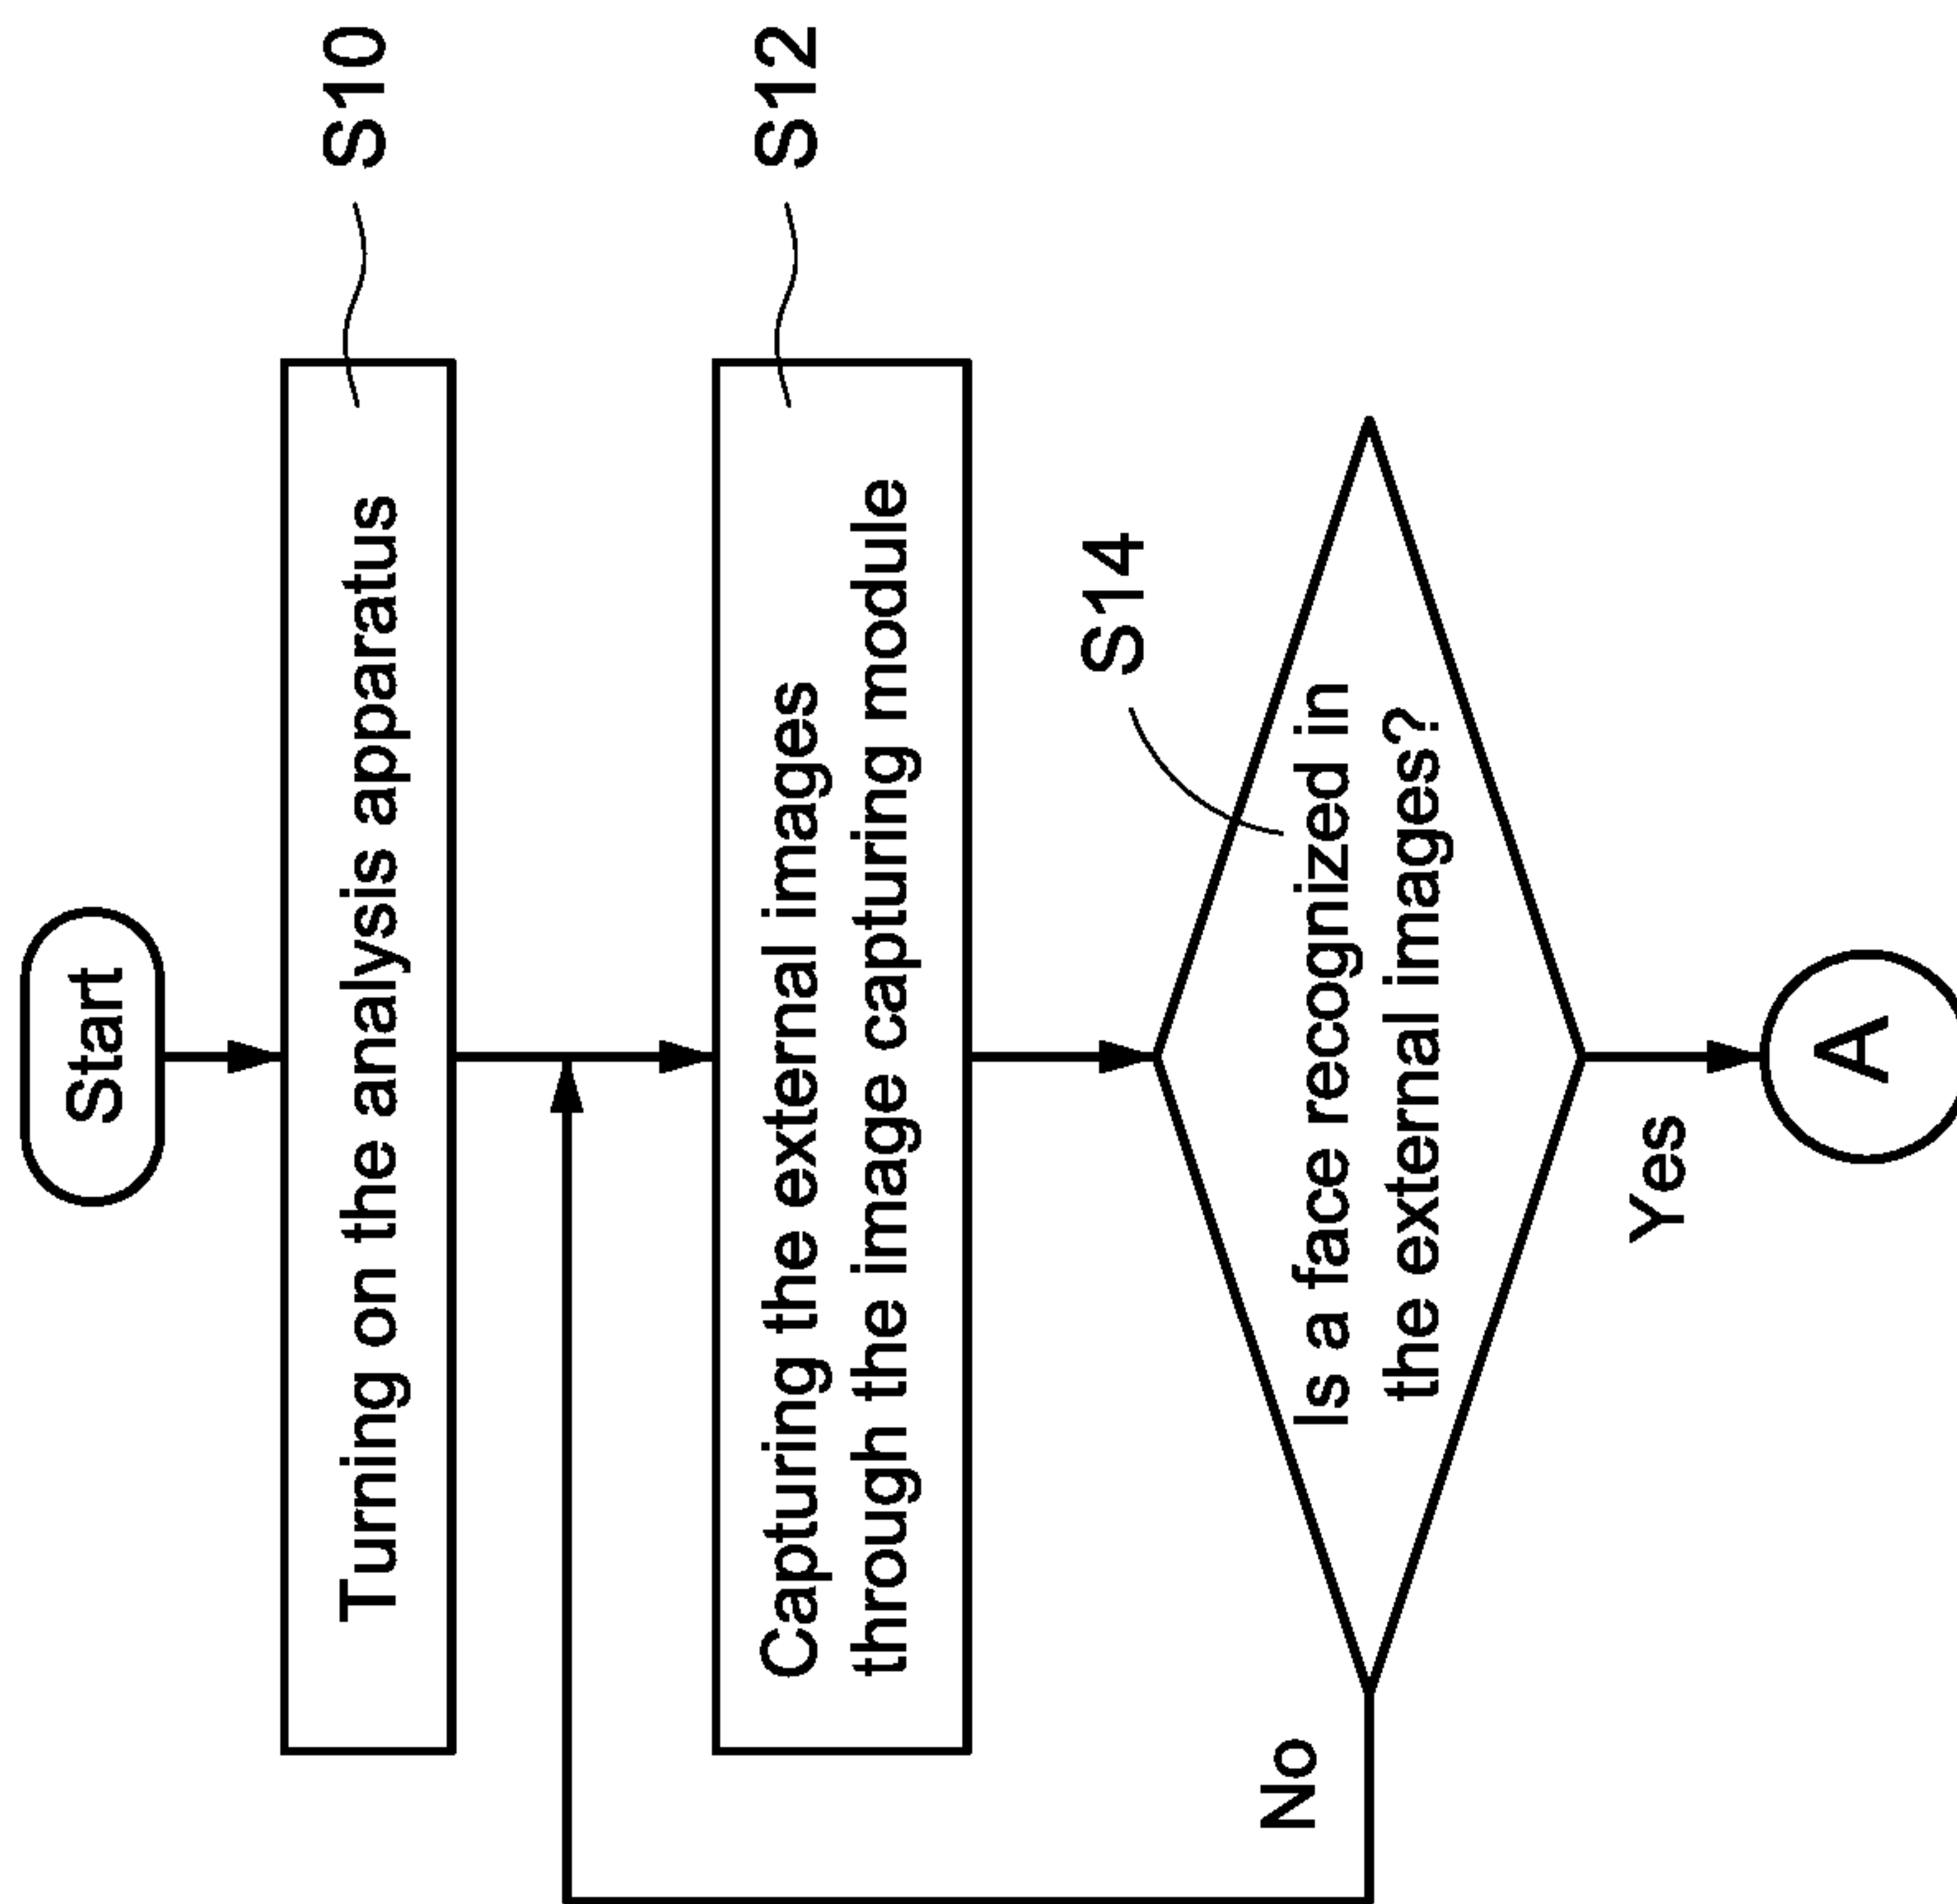 Start
Turning on the analysis apparatus
S10
Capturing the external images
through the image capturing module
S12
S14
Is a face recognized in
the external images?
No
Yes
A